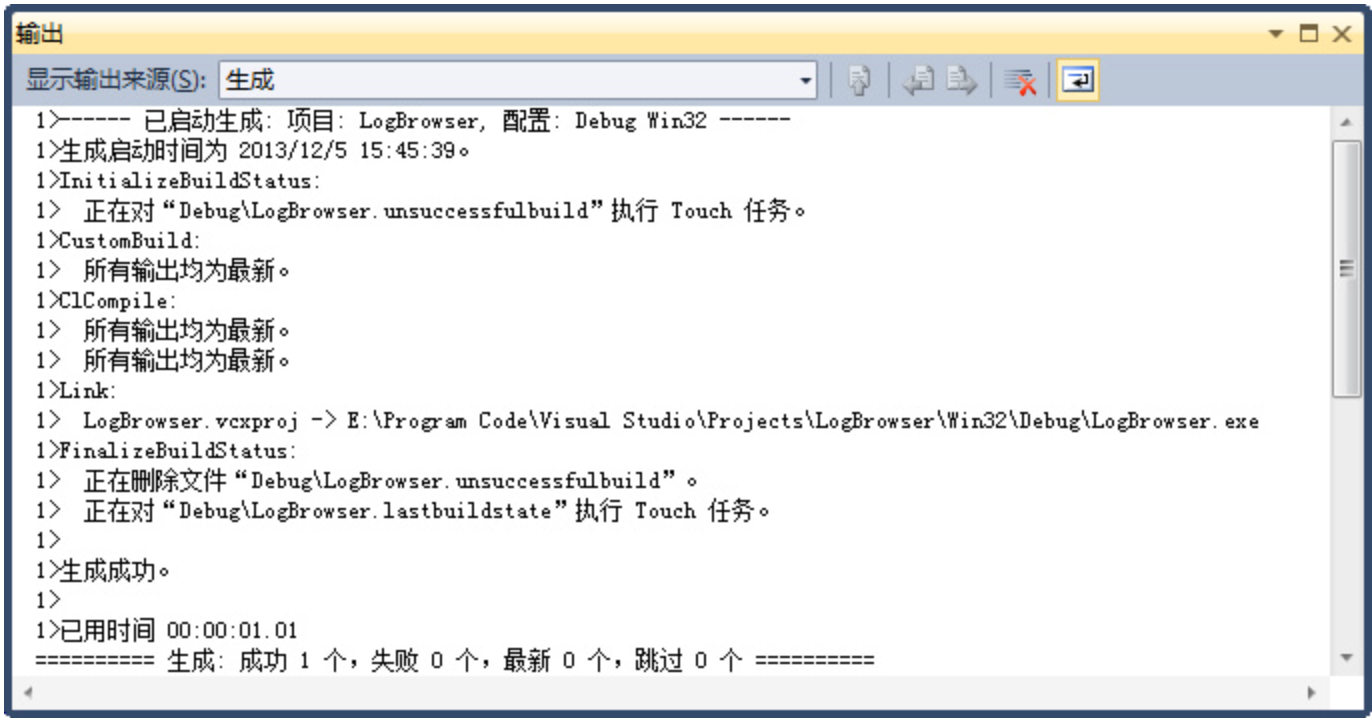 输出
显示输出来源(S): 生成
1>------ 已启动生成: 项目: LogBrowser, 配置: Debug Win32 ------
1>生成启动时间为 2013/12/5 15:45:39。
1>InitializeBuildStatus:
1>  正在对“Debug\LogBrowser.unsuccessfulbuild”执行 Touch 任务。
1>CustomBuild:
1>  所有输出均为最新。
1>ClCompile:
1>  所有输出均为最新。
1>  所有输出均为最新。
1>Link:
1>  LogBrowser.vcxproj -> E:\Program Code\Visual Studio\Projects\LogBrowser\Win32\Debug\LogBrowser.exe
1>FinalizeBuildStatus:
1>  正在删除文件“Debug\LogBrowser.unsuccessfulbuild”。
1>  正在对“Debug\LogBrowser.lastbuildstate”执行 Touch 任务。
1>
1>生成成功。
1>
1>已用时间 00:00:01.01
========== 生成: 成功 1 个，失败 0 个，最新 0 个，跳过 0 个 ==========